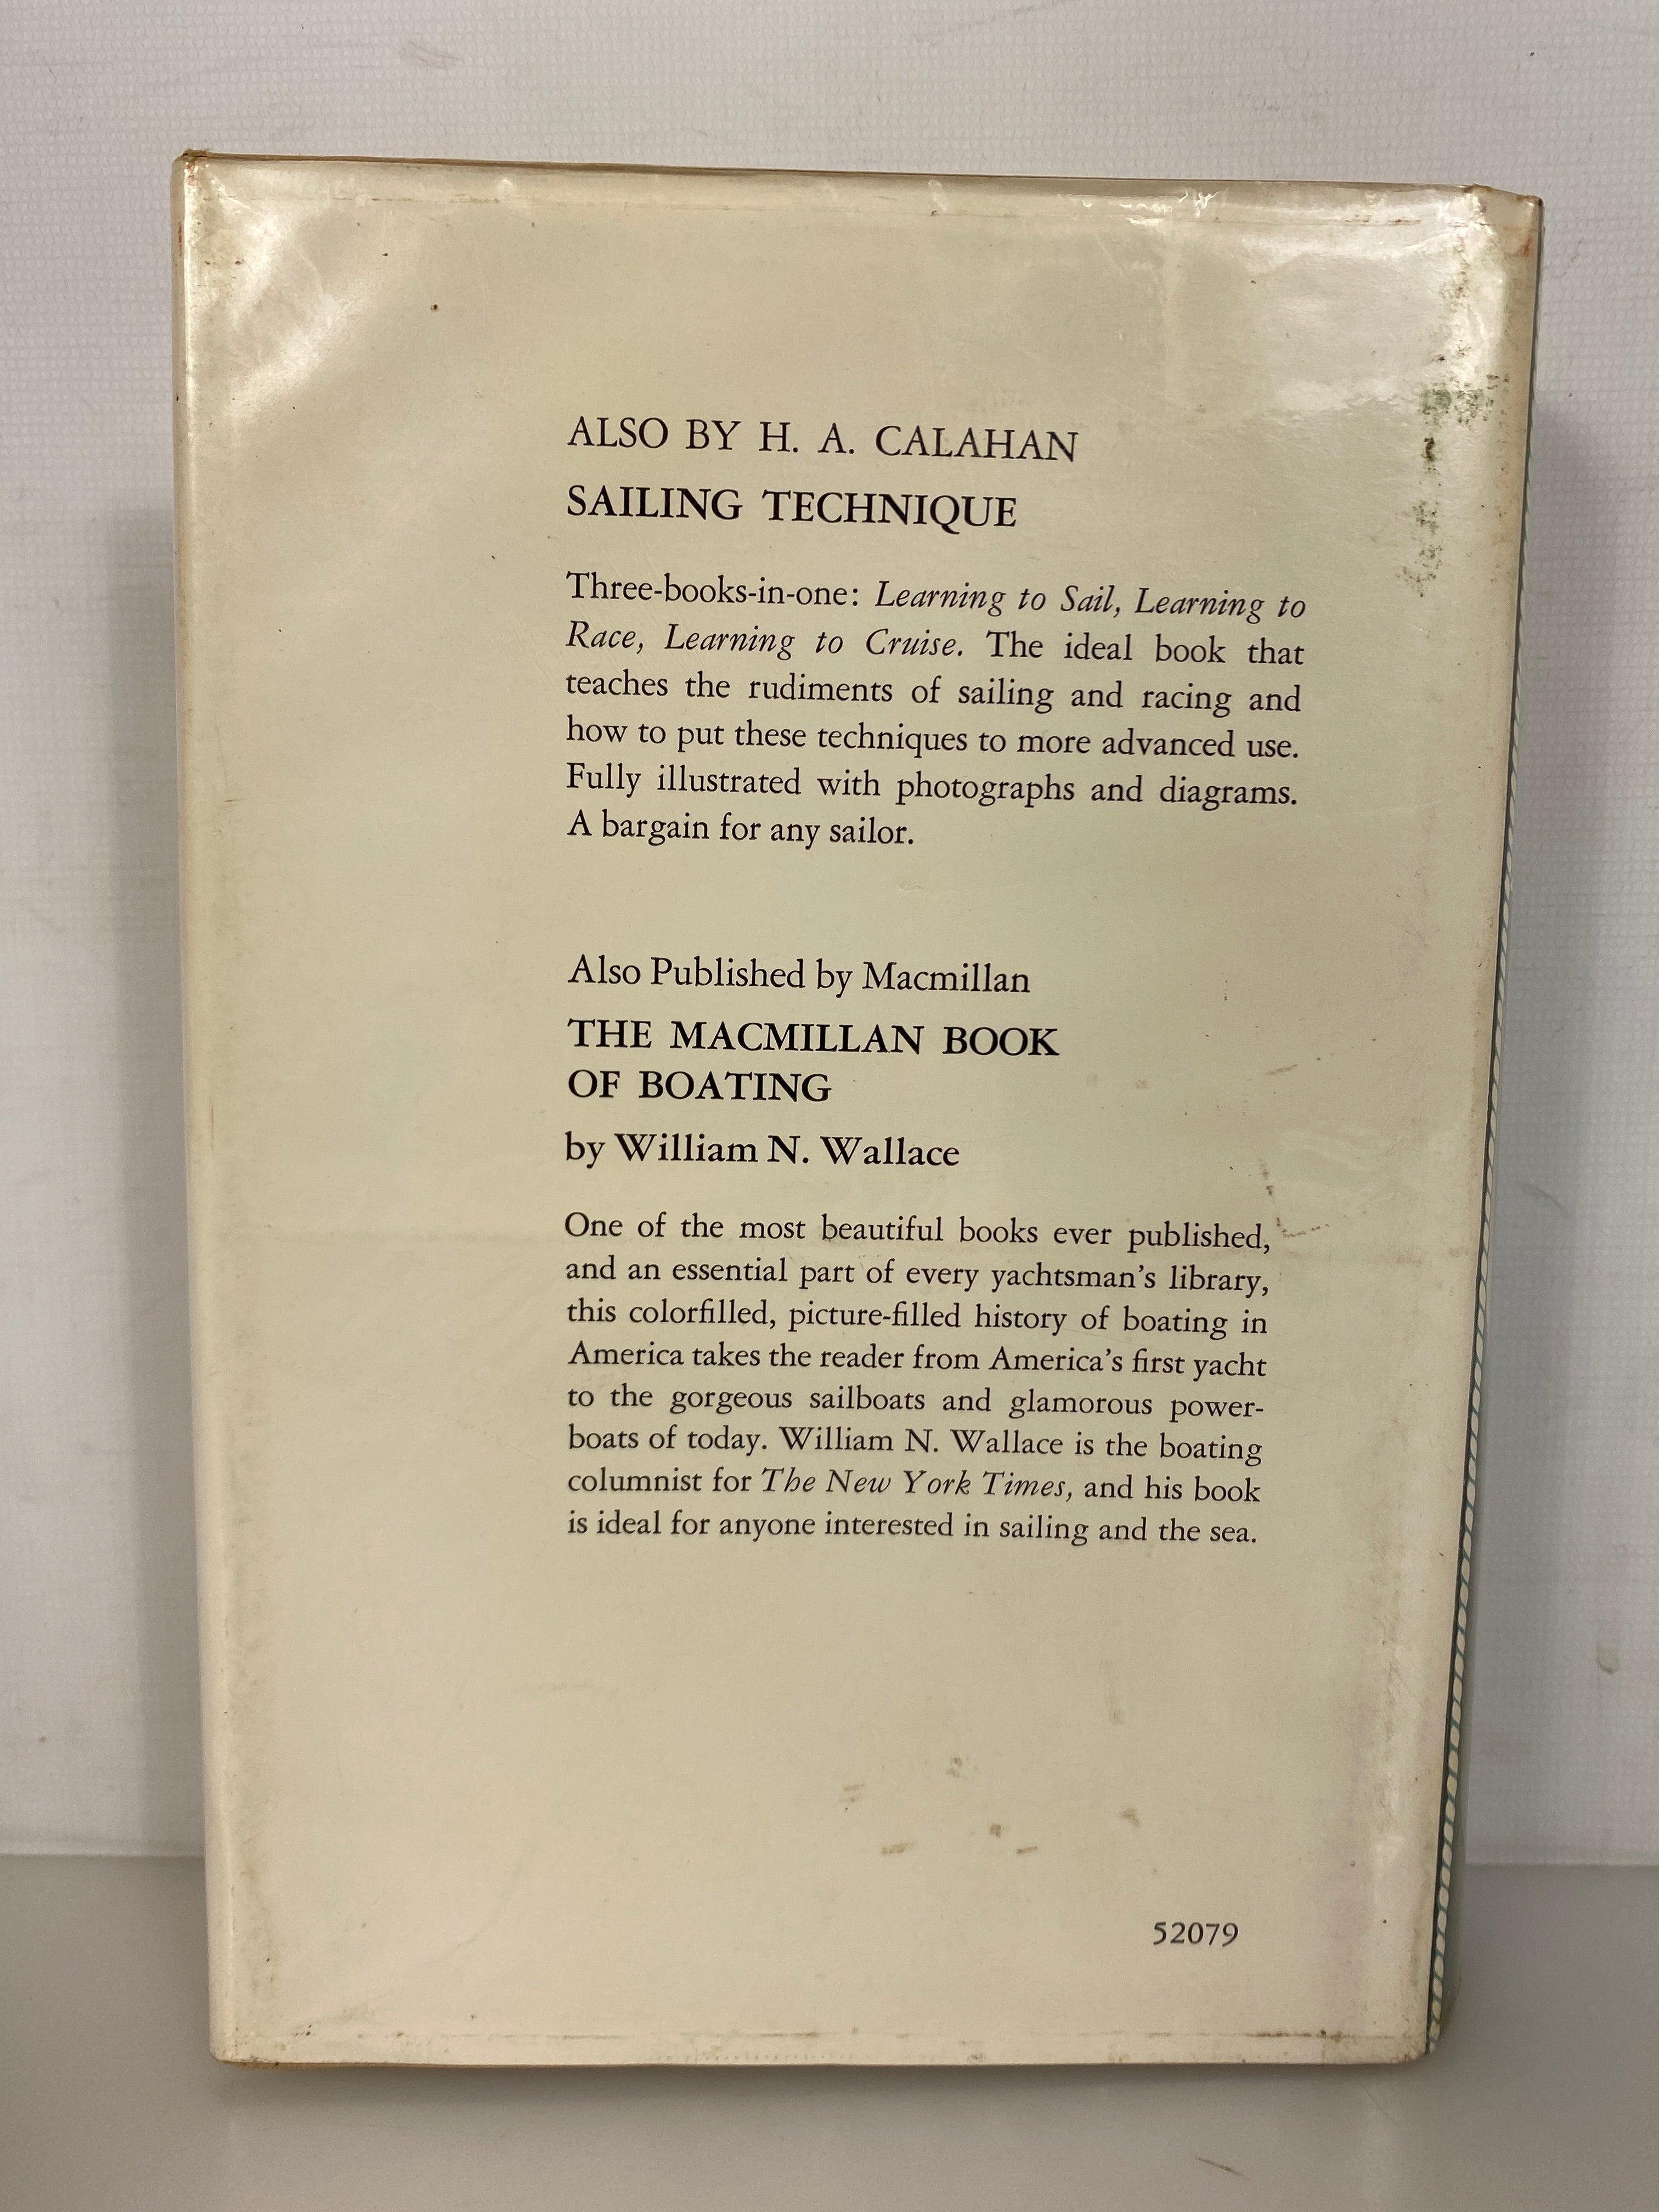 ALSO BY H. A. CALAHAN
SAILING TECHNIQUE
Three-books-in-one: Learning to Sail, Learning to
Race, Learning to Cruise. The ideal book that
teaches the rudiments of sailing and racing and
how to put these techniques to more advanced use.
Fully illustrated with photographs and diagrams.
A bargain for any sailor.
Also Published by Macmillan
THE MACMILLAN BOOK
OF BOATING
by William N. Wallace
One of the most beautiful books ever published,
and an essential part of every yachtsman's library,
this colorfilled, picture-filled history of boating in
America takes the reader from America's first yacht
to the gorgeous sailboats and glamorous power-
boats of today. William N. Wallace is the boating
columnist for The New York Times, and his book
is ideal for anyone interested in sailing and the sea.
52079